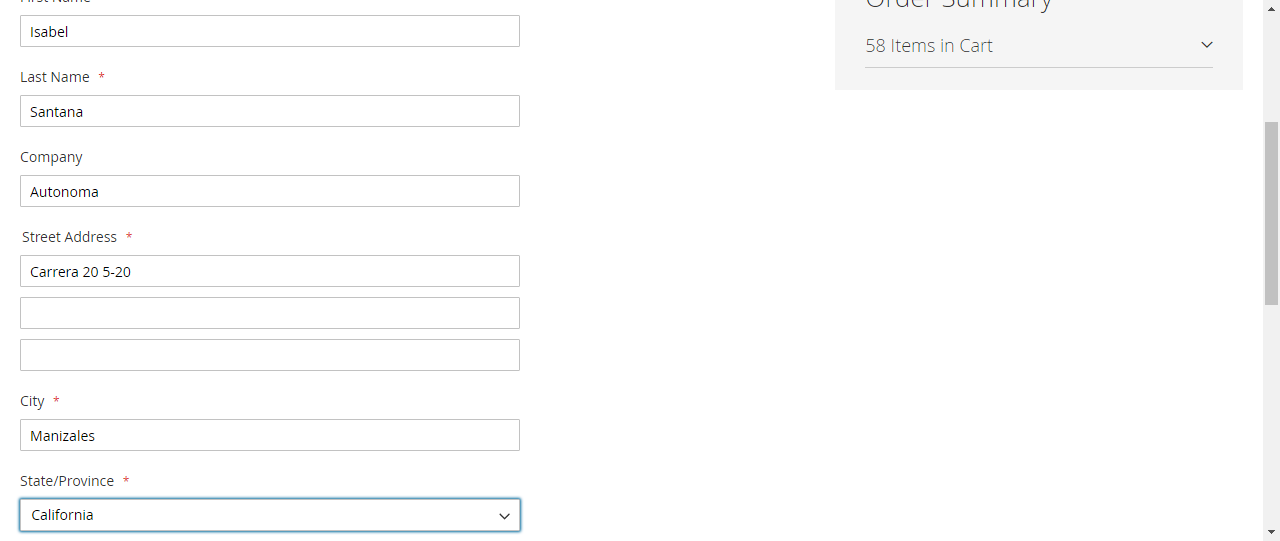 First Name
Isabel
Last Name *
Santana
Company
Autonoma
Street Address *
Carrera 20 5-20
City *
Manizales
State/Province *
California
Order Summary
58 Items in Cart